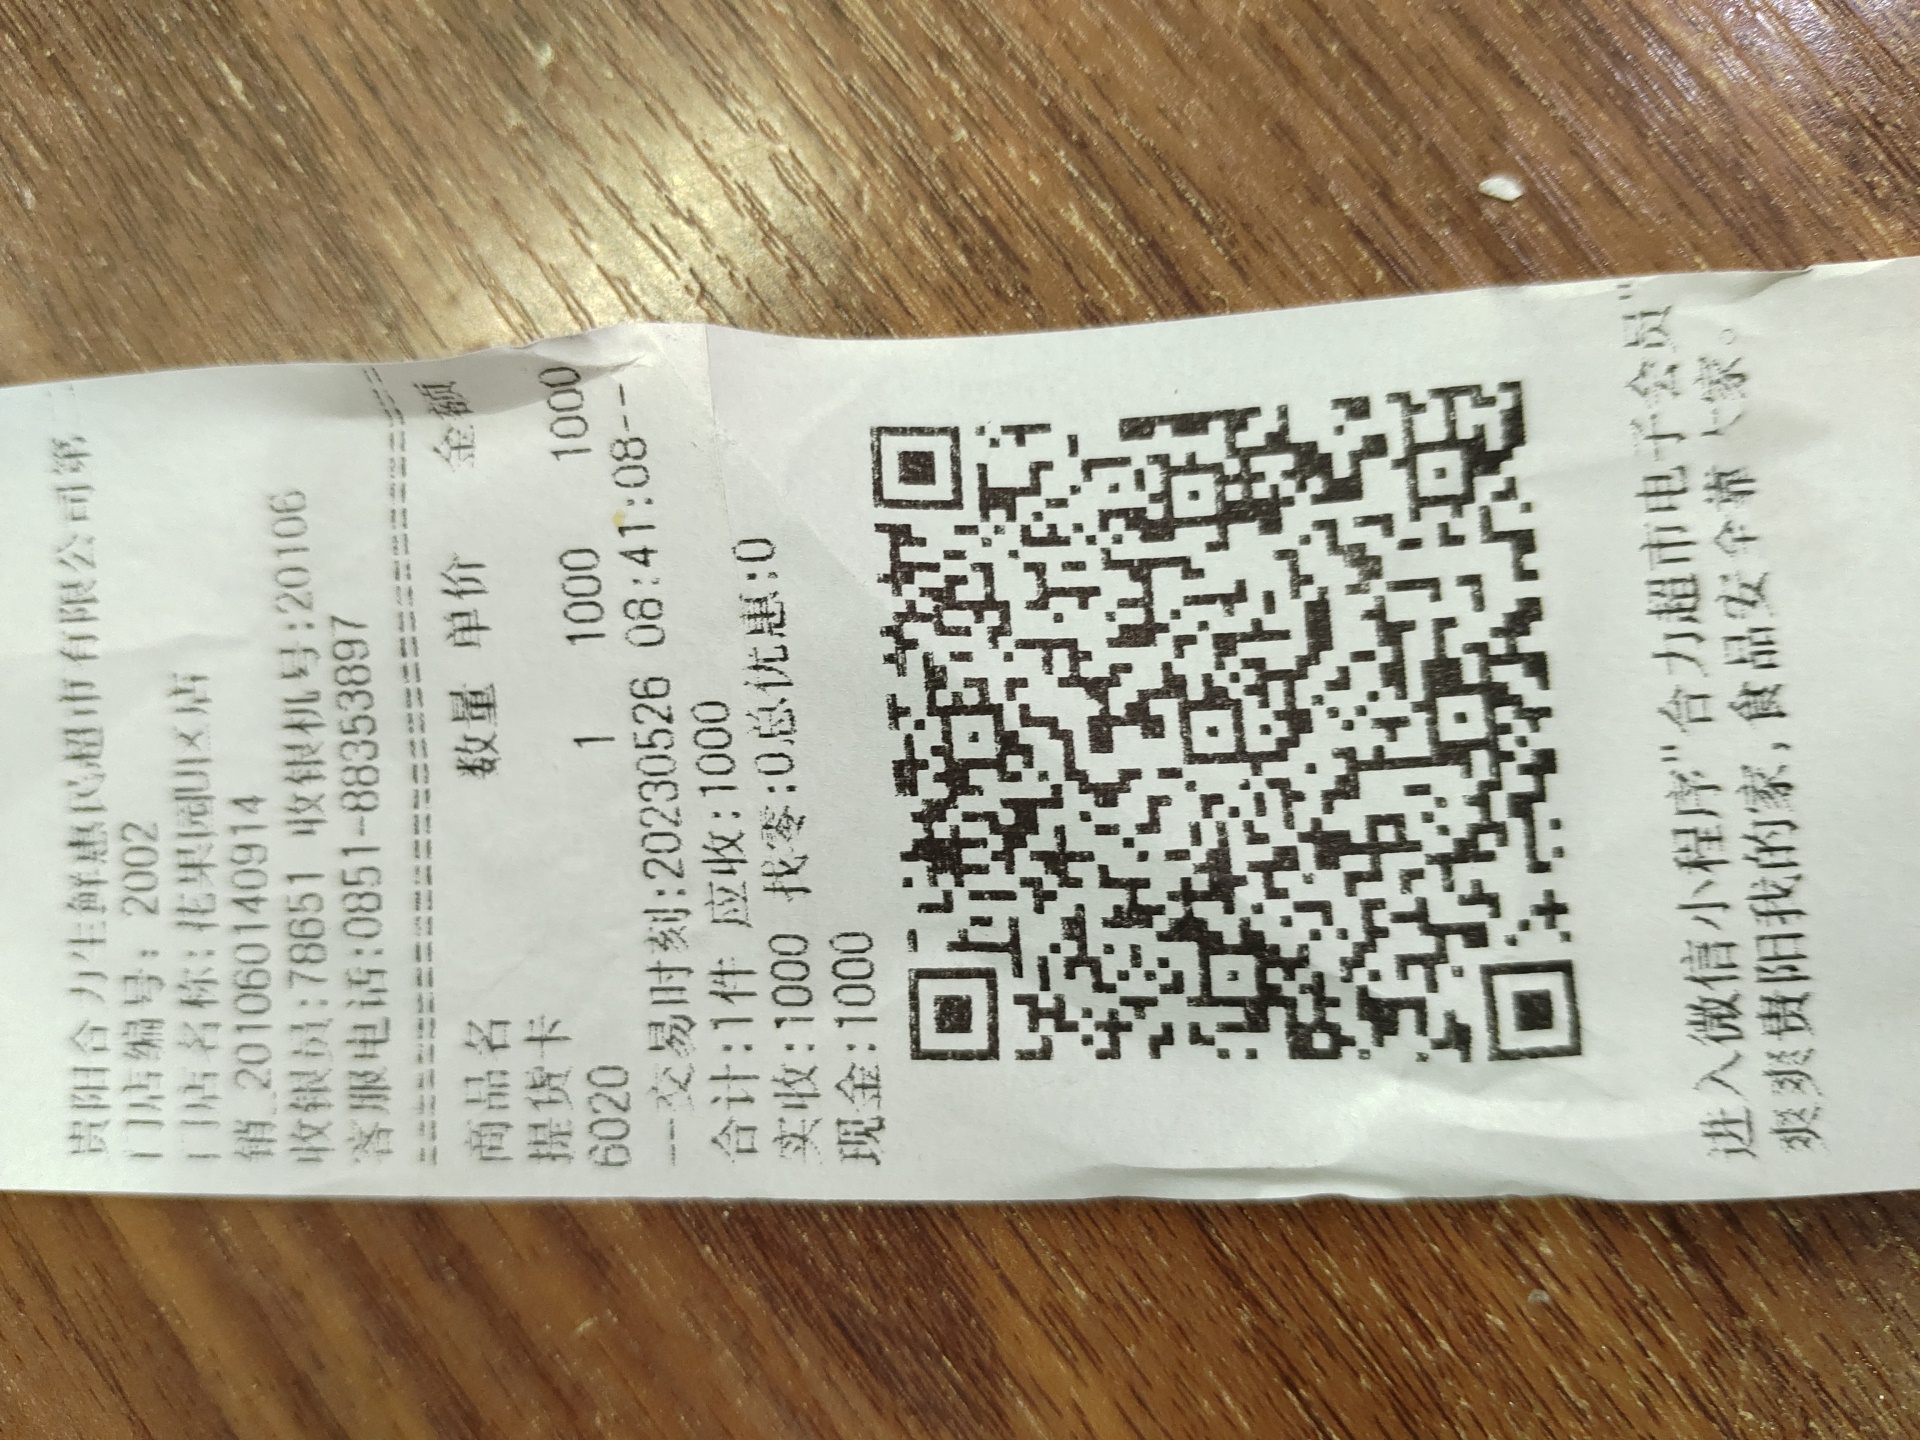 贵阳合力生鲜惠民超市有限公司第
门店编号: 2002
门店名称:花果园U区店
销_201060140914
收银员:78651 收银机号:20106
客服电话:0851-88353897
商品名 数量 单价 金额
提货卡
6020 1 1000 1000
--交易时刻:20230526 08:41:08--
合计:1件 应收:1000
实收:1000 找零:0总优惠:0
现金:1000
进入微信小程序"合力超市电子会员"
爽爽贵阳我的家,食品安全靠大家。